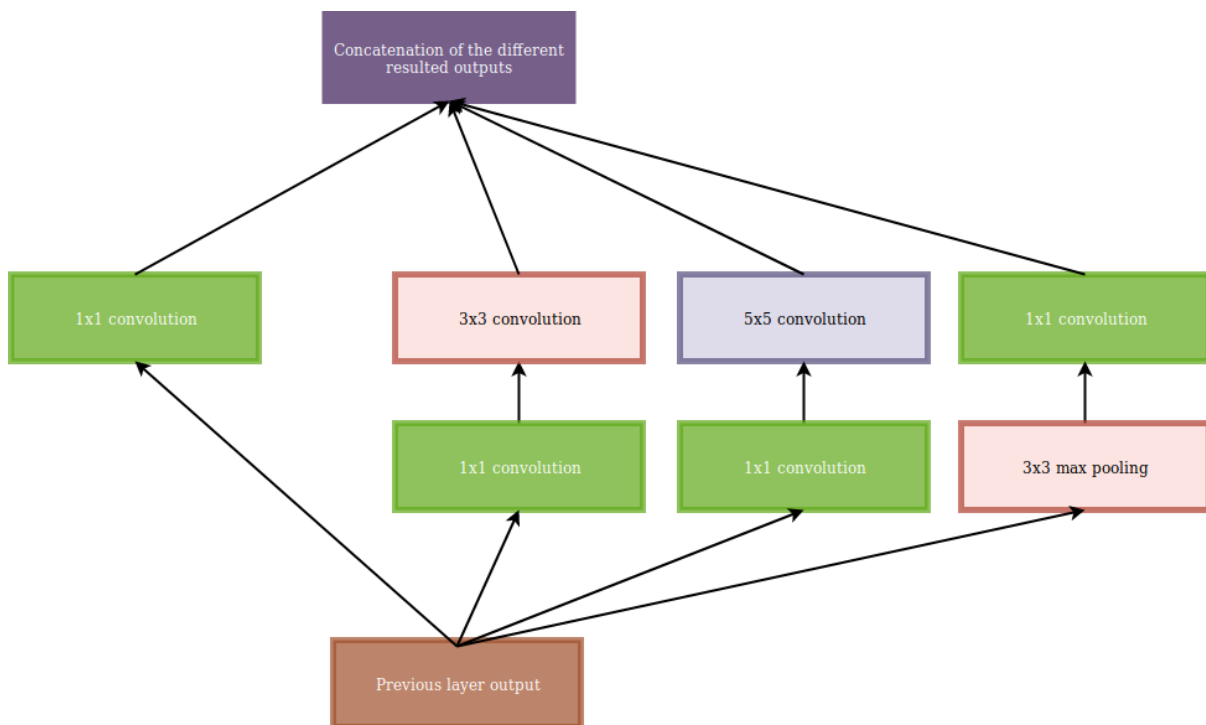 Concatenation of the different
resulted outputs
1x1 convolution
3x3 convolution
5x5 convolution
1x1 convolution
1x1 convolution
1x1 convolution
3x3 max pooling
Previous layer output